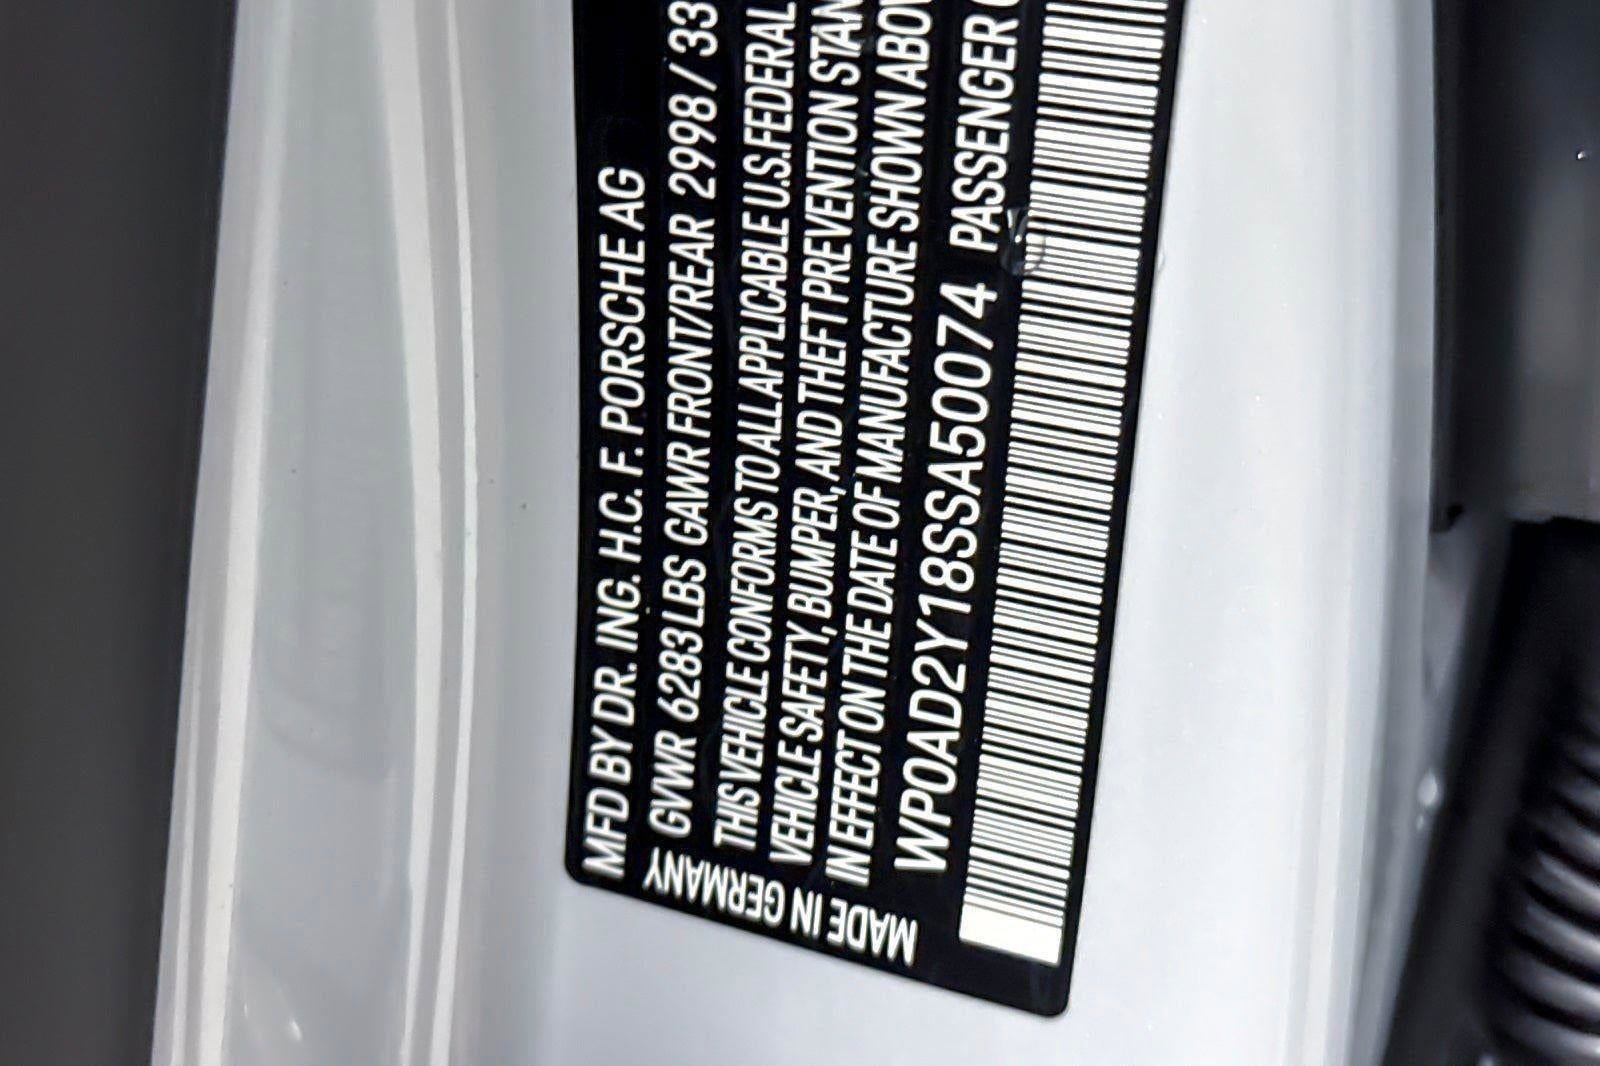 MFD BY DR. ING. H.C. F. PORSCHE AG
GVWR 6283 LBS GAWR FRONT/REAR 2998 / 33
THIS VEHICLE CONFORMS TO ALL APPLICABLE U.S. FEDERAL
VEHICLE SAFETY, BUMPER, AND THEFT PREVENTION STAN
IN EFFECT ON THE DATE OF MANUFACTURE SHOWN ABOV
WP0AD2Y18SSA50074 PASSENGER
MADE IN GERMANY